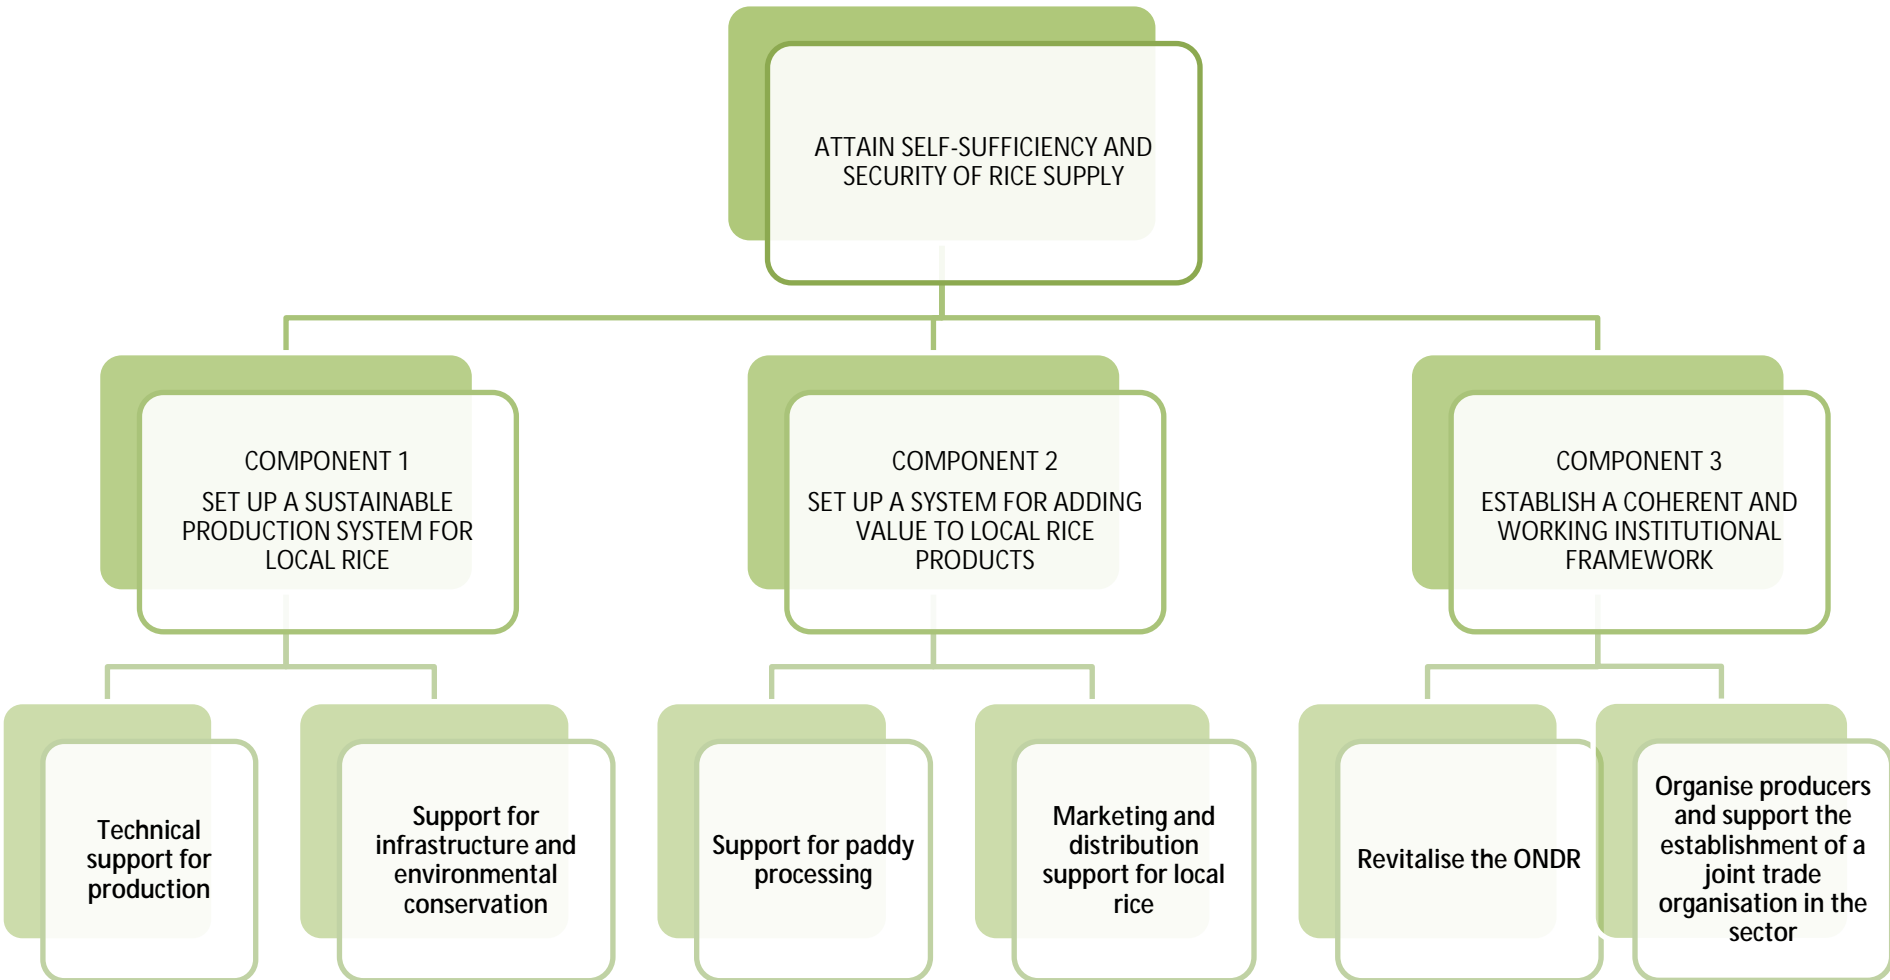 ATTAIN SELF-SUFFICIENCY AND
SECURITY OF RICE SUPPLY
COMPONENT 1
SET UP A SUSTAINABLE
PRODUCTION SYSTEM FOR
LOCAL RICE
COMPONENT 2
SET UP A SYSTEM FOR ADDING
VALUE TO LOCAL RICE
PRODUCTS
COMPONENT 3
ESTABLISH A COHERENT AND
WORKING INSTITUTIONAL
FRAMEWORK
Technical
support for
production
Support for
infrastructure and
environmental
conservation
Support for paddy
processing
Marketing and
distribution
support for local
rice
Revitalise the ONDR
Organise producers
and support the
establishment of a
joint trade
organisation in the
sector